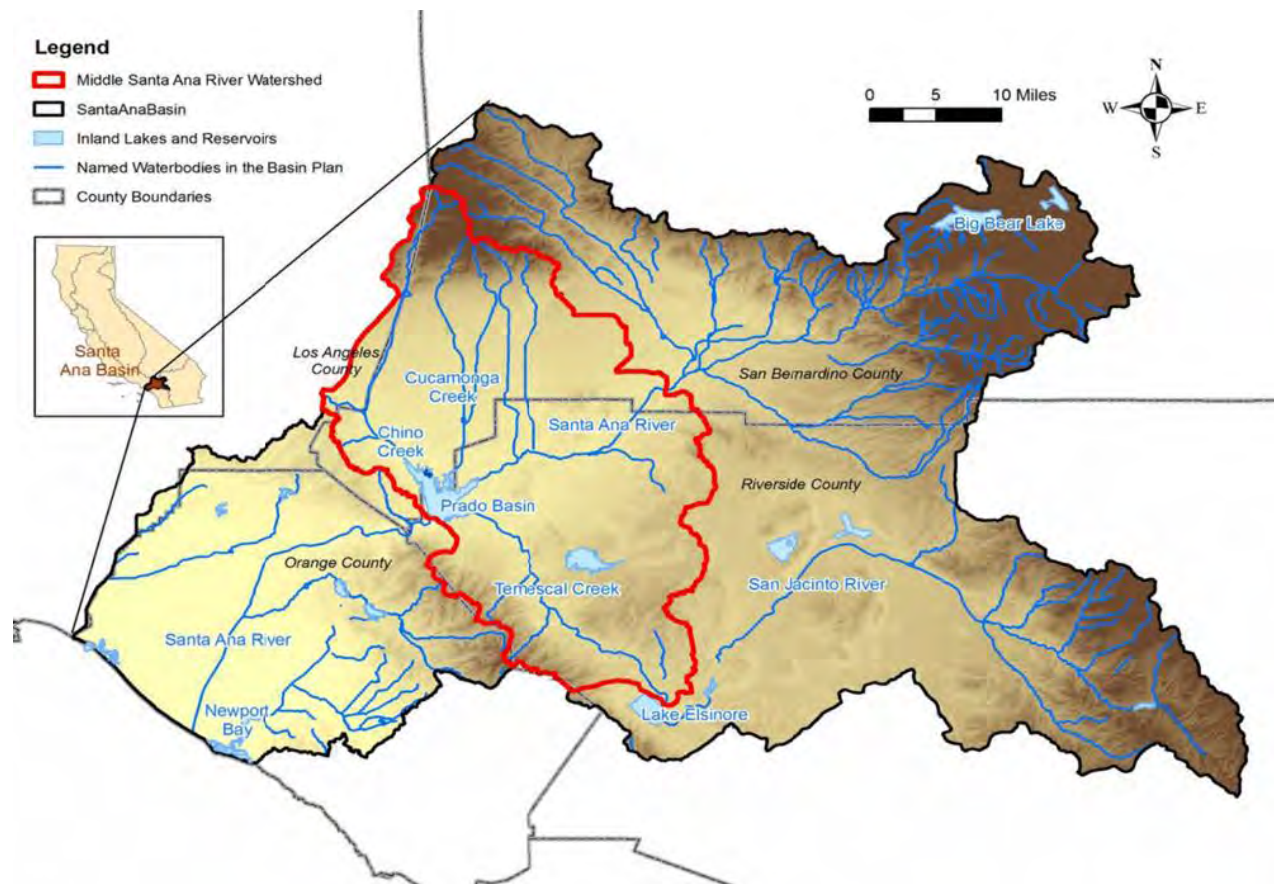 Legend
Middle Santa Ana River Watershed
SantaAnaBasin
Inland Lakes and Reservoirs
Named Waterbodies in the Basin Plan
County Boundaries
0 5 10 Miles
N
W E
S
Santa
Ana Basin
Big Bear Lake
Los Angeles
County
San Bernardino County
Cucamonga
Creek
Santa Ana River
Chino
Creek
Riverside County
Prado Basin
Orange County
Temescal Creek
San Jacinto River
Santa Ana River
Newport
Bay
Lake Elsinore